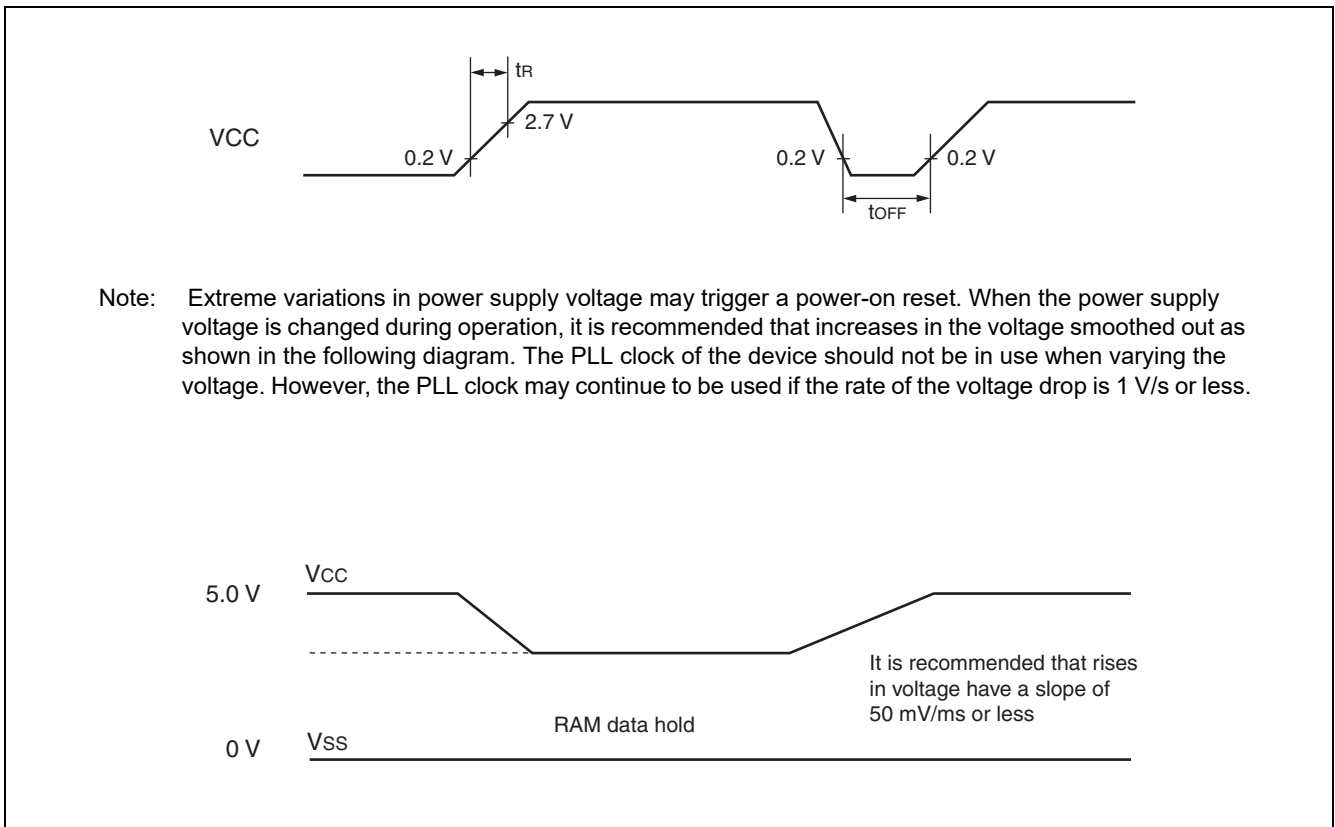 tR
VCC
2.7 V
0.2 V
0.2 V
0.2 V
tOFF
Note: Extreme variations in power supply voltage may trigger a power-on reset. When the power supply
voltage is changed during operation, it is recommended that increases in the voltage smoothed out as
shown in the following diagram. The PLL clock of the device should not be in use when varying the
voltage. However, the PLL clock may continue to be used if the rate of the voltage drop is 1 V/s or less.
VCC
5.0 V
It is recommended that rises
in voltage have a slope of
50 mV/ms or less
RAM data hold
VSS
0 V